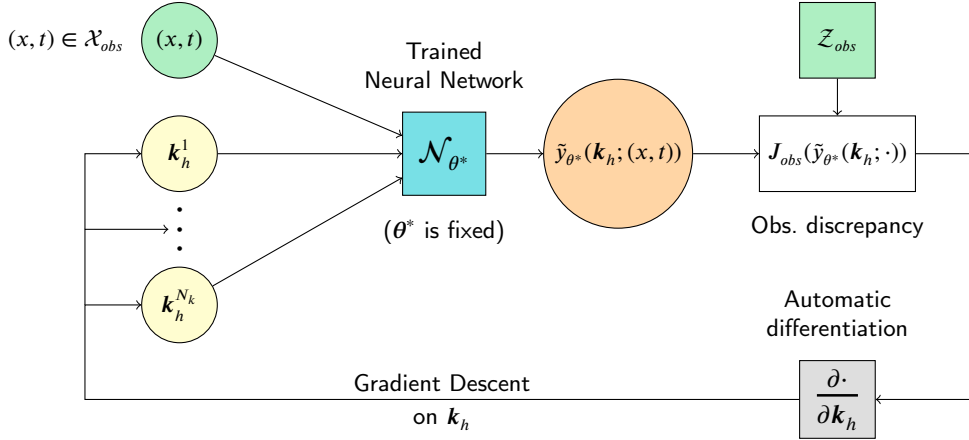 (x, t) ∈ 𝒳_obs
(x, t)
Trained
Neural Network
𝒵_obs
k_h^1
𝒩_θ*
ỹ_θ*(k_h; (x, t))
J_obs(ỹ_θ*(k_h; ·))
(θ* is fixed)
Obs. discrepancy
k_h^{N_k}
Automatic
differentiation
Gradient Descent
on k_h
∂·
∂k_h